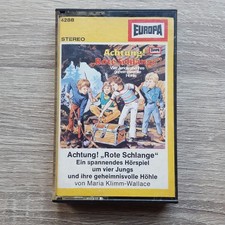 4286
STEREO
EUROPA
Achtung!
„Rote Schlange“
Achtung! „Rote Schlange“
Ein spannendes Hörspiel
um vier Jungs
und ihre geheimnisvolle Höhle
von Maria Klimm-Wallace